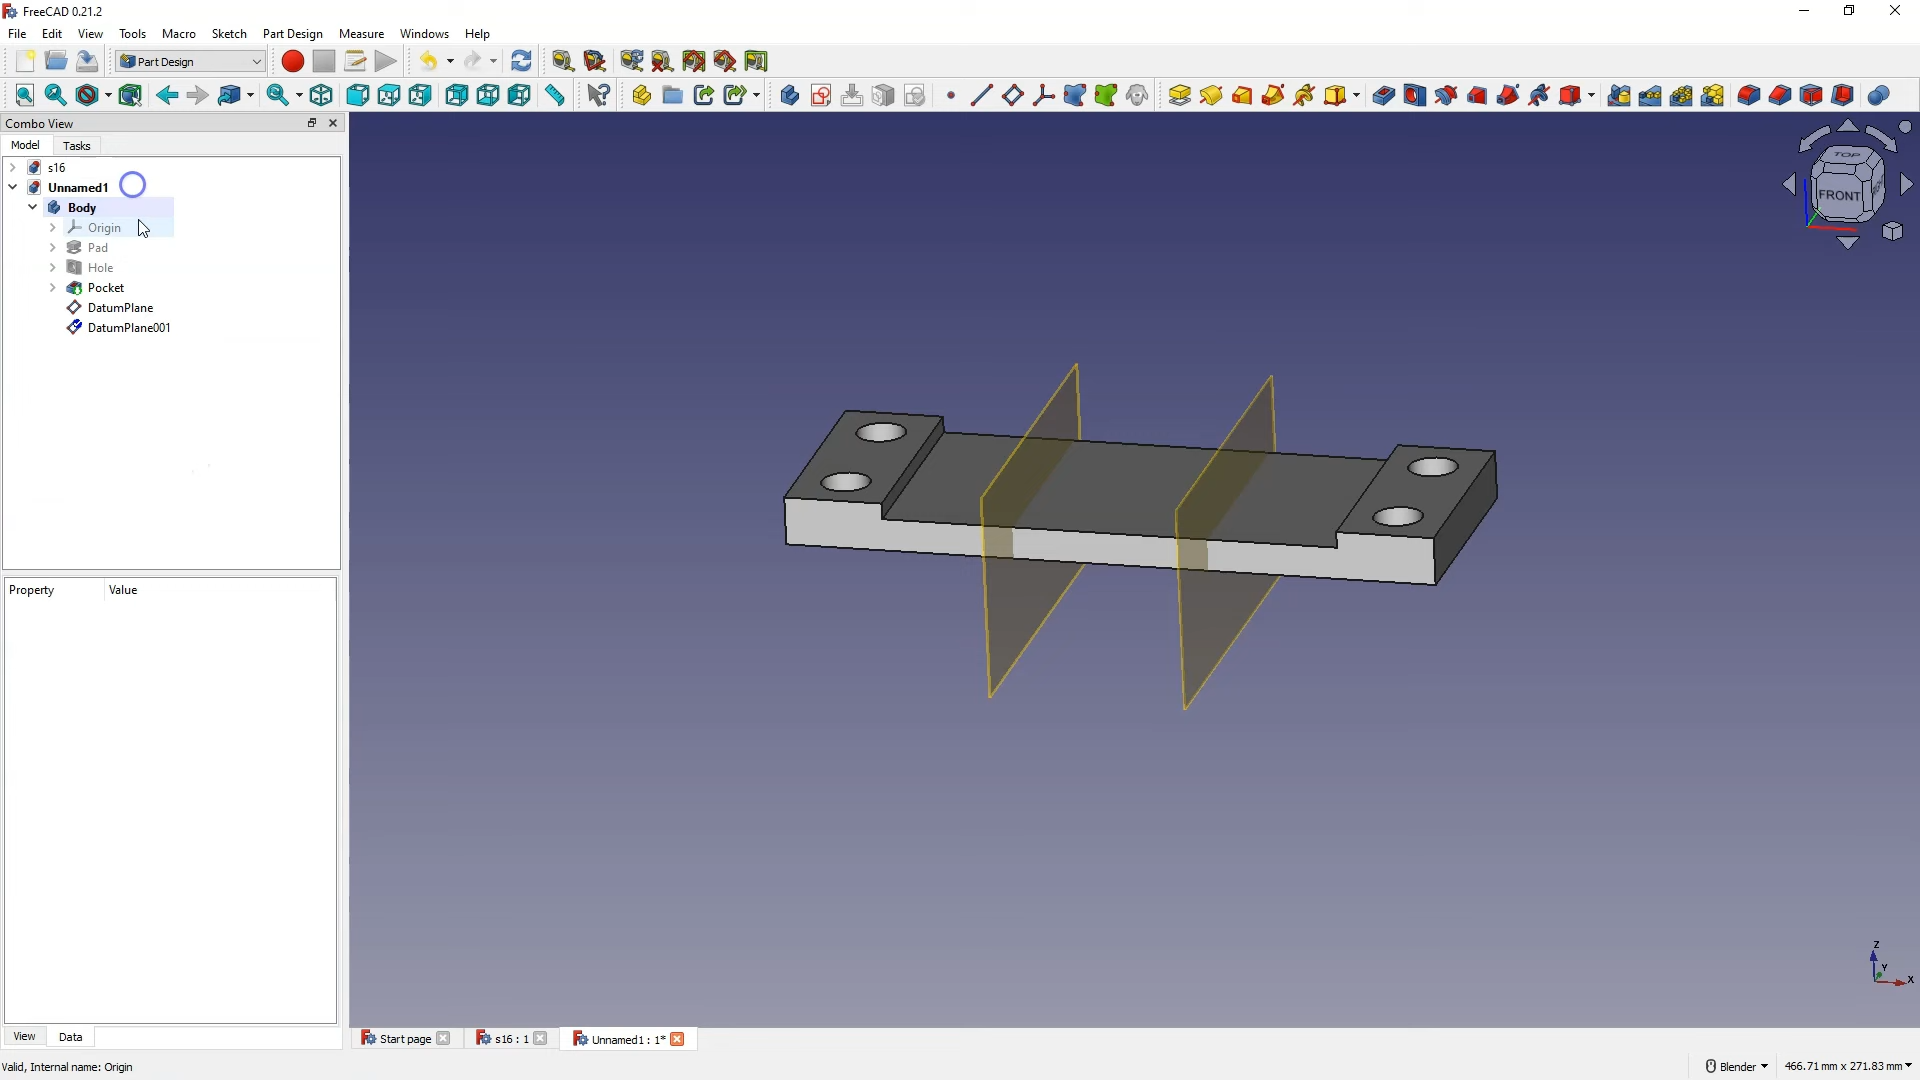 FreeCAD 0.21.2
File Edit View Tools Macro Sketch Part Design Measure Windows Help
Part Design
Combo View
Model Tasks
s16
Unnamed1
Body
Origin
Pad
Hole
Pocket
DatumPlane
DatumPlane001
TOP
FRONT
Z
Y
X
Property Value
View Data
Start page s16 : 1 Unnamed1 : 1*
Valid, Internal name: Origin
Blender 466.71 mm x 271.83 mm